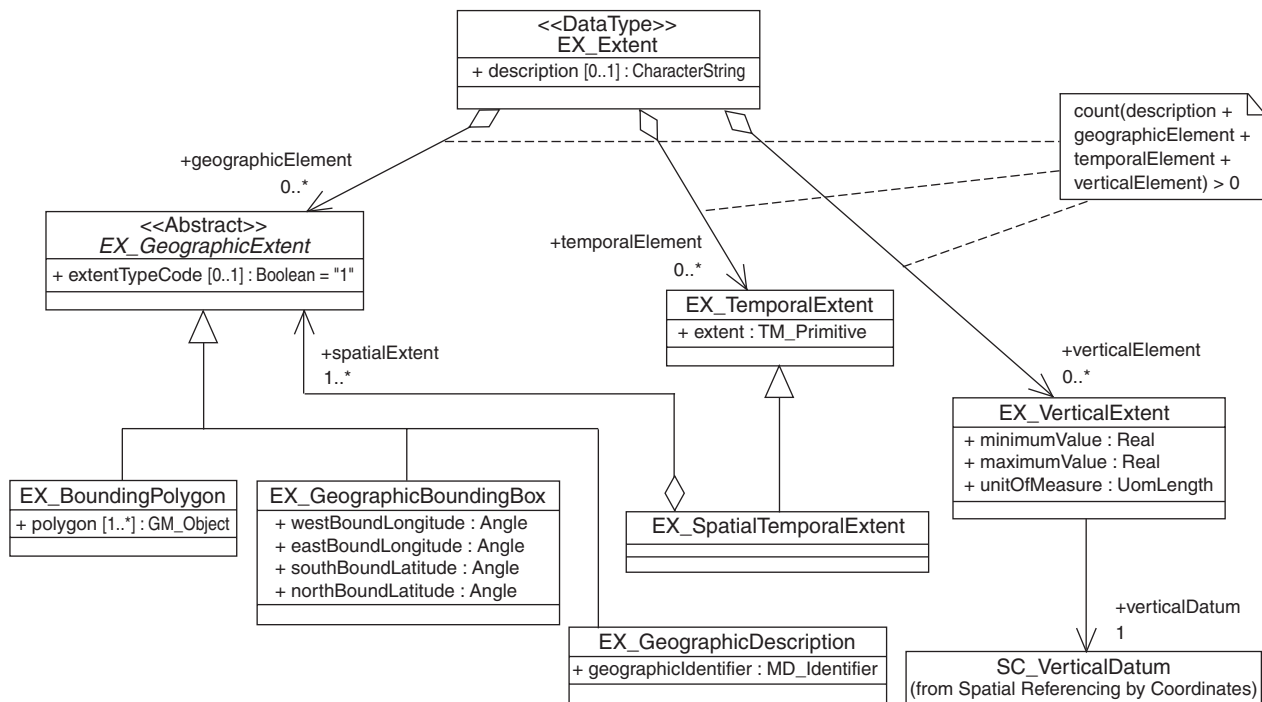 <<DataType>>
EX_Extent
+ description [0..1] : CharacterString
count(description +
geographicElement +
temporalElement +
verticalElement) > 0
+geographicElement
0..*
<<Abstract>>
EX_GeographicExtent
+ extentTypeCode [0..1] : Boolean = "1"
+temporalElement
0..*
EX_TemporalExtent
+ extent : TM_Primitive
+spatialExtent
1..*
+verticalElement
0..*
EX_VerticalExtent
+ minimumValue : Real
+ maximumValue : Real
+ unitOfMeasure : UomLength
EX_BoundingPolygon
+ polygon [1..*] : GM_Object
EX_GeographicBoundingBox
+ westBoundLongitude : Angle
+ eastBoundLongitude : Angle
+ southBoundLatitude : Angle
+ northBoundLatitude : Angle
EX_SpatialTemporalExtent
+verticalDatum
1
EX_GeographicDescription
+ geographicIdentifier : MD_Identifier
SC_VerticalDatum
(from Spatial Referencing by Coordinates)